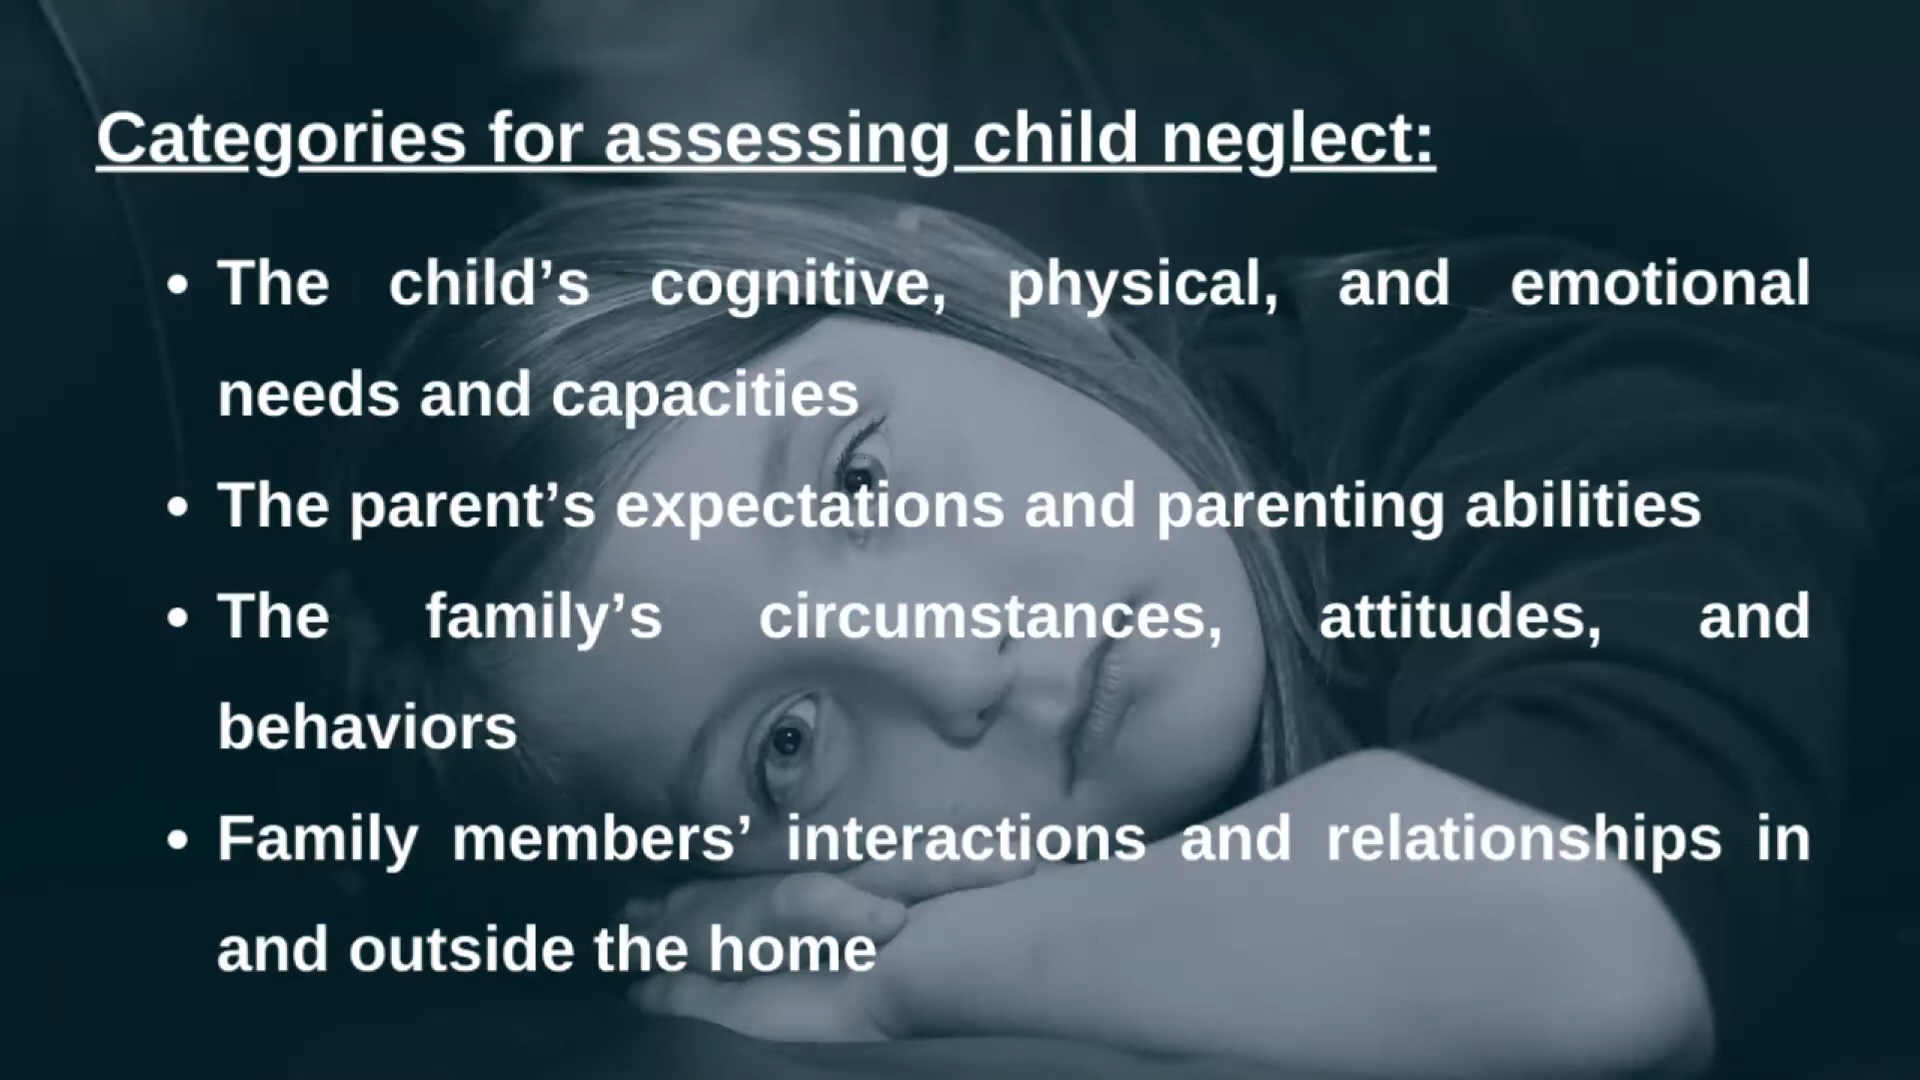 Categories for assessing child neglect:
• The child’s cognitive, physical, and emotional
needs and capacities
• The parent’s expectations and parenting abilities
• The family’s circumstances, attitudes, and
behaviors
• Family members’ interactions and relationships in
and outside the home